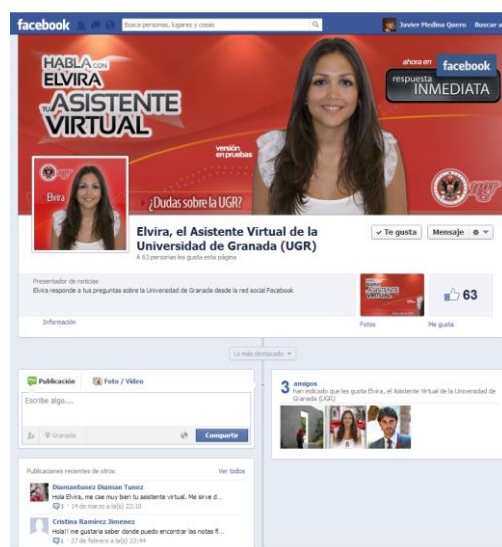 facebook
Busca personas, lugares y cosas
Javier Medina Quero
Buscar a
HABLA CON
ELVIRA
TU ASISTENTE
VIRTUAL
ahora en
facebook
respuesta
INMEDIATA
versión
en pruebas
ugr
Elvira
ugr
¿Dudas sobre la UGR?
Elvira, el Asistente Virtual de la
Universidad de Granada (UGR)
A 63 personas les gusta esta página
Te gusta
Mensaje
Presentador de noticias
Elvira responde a tus preguntas sobre la Universidad de Granada desde la red social Facebook.
Información
ASISTENTE
VIRTUAL
63
Fotos
Me gusta
Lo más destacado
Publicación
Foto / Vídeo
Escribe algo....
Granada
Compartir
3 amigos
han indicado que les gusta Elvira, el Asistente Virtual de la Universidad de
Granada (UGR)
Publicaciones recientes de otros
Ver todos
Diamantunez Diaman Tunez
Hola Elvira, me cae muy bien tu asistente virtual. Me sirve d...
1 · 14 de marzo a la(s) 22:10
Cristina Ramírez Jimenez
Hola!! me gustaria saber donde puedo encontrar las notas fi...
1 · 27 de febrero a la(s) 22:44